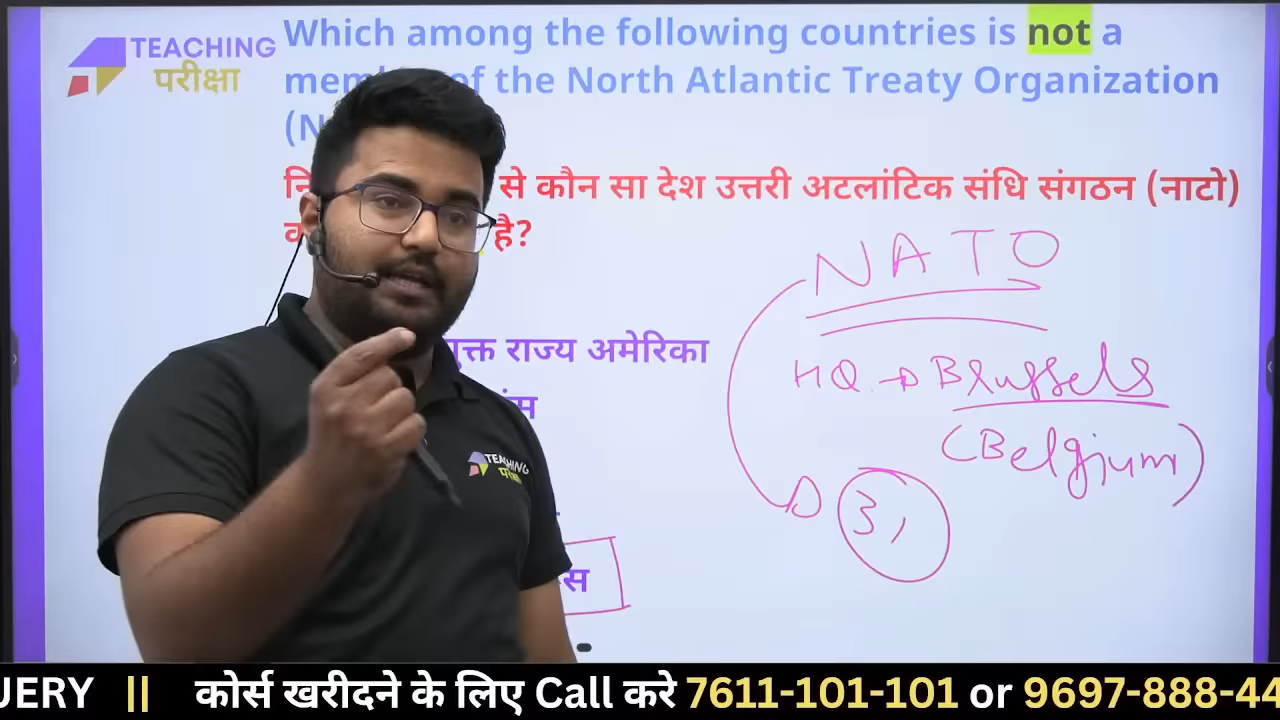 TEACHING
परीक्षा
Which among the following countries is not a
of the North Atlantic Treaty Organization
से कौन सा देश उत्तरी अटलांटिक संधि संगठन (नाटो)
है?
NATO
राज्य अमेरिका
HQ → Brussels
(Belgium)
31
TEACHING
परीक्षा
|| कोर्स खरीदने के लिए Call करे 7611-101-101 or 9697-888-44